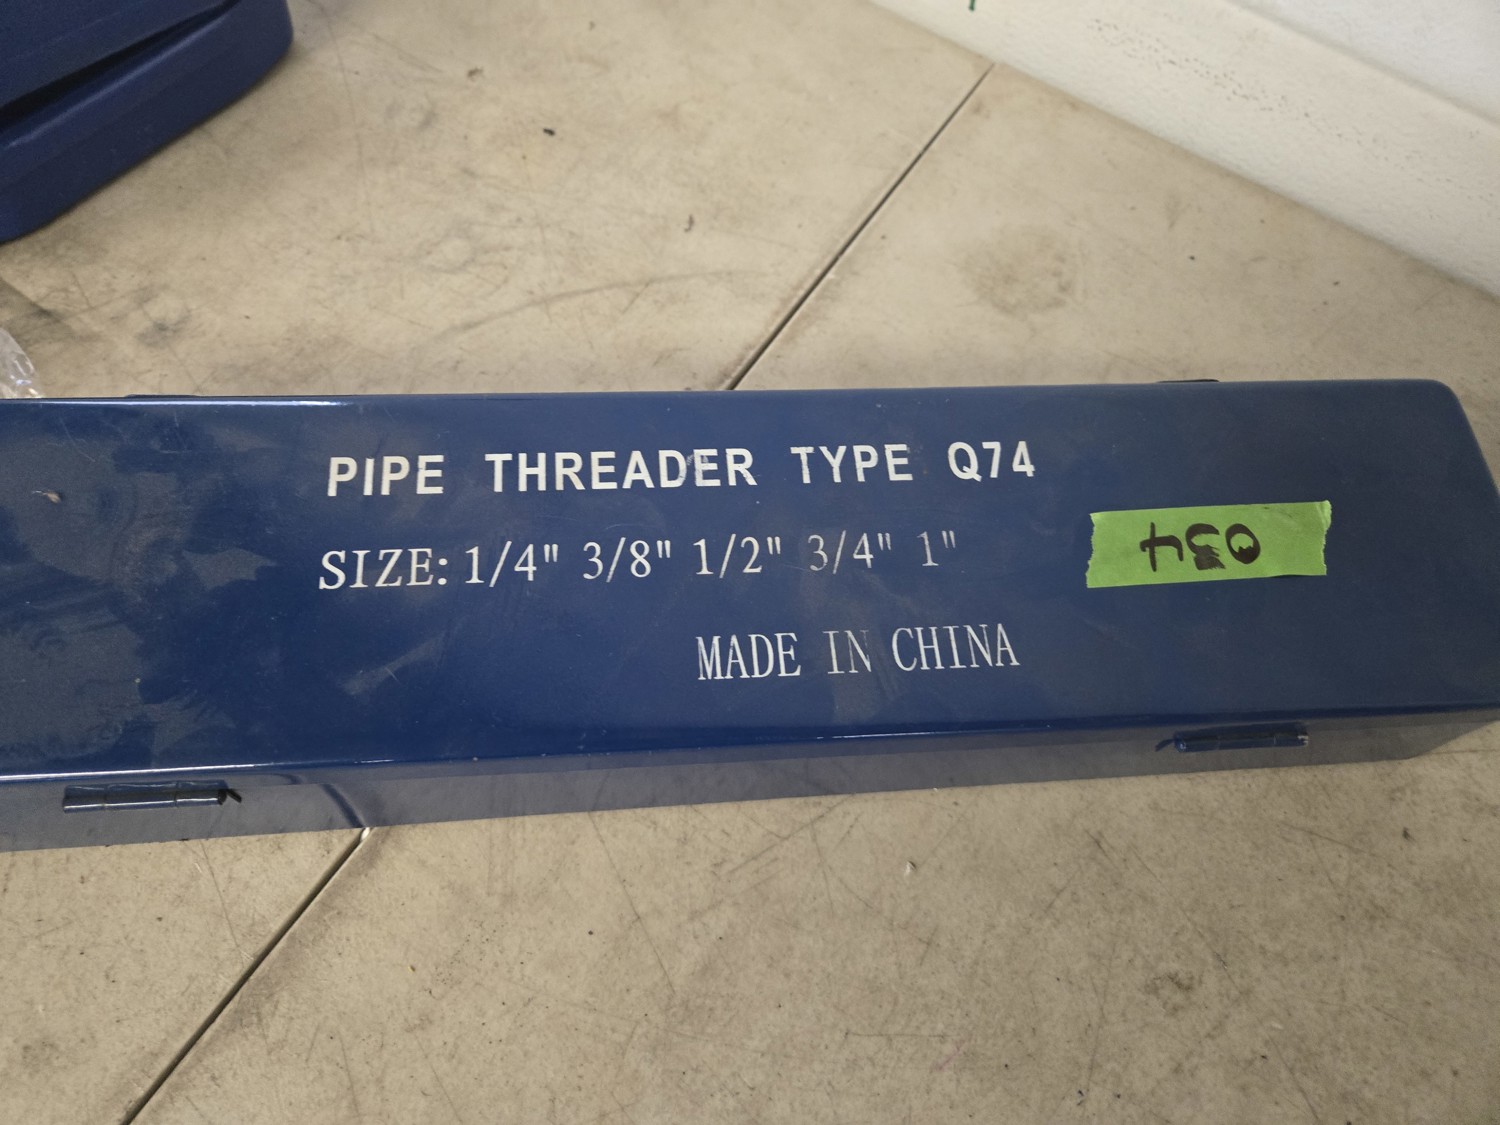 PIPE THREADER TYPE Q74
SIZE: 1/4" 3/8" 1/2" 3/4" 1"
MADE IN CHINA
034